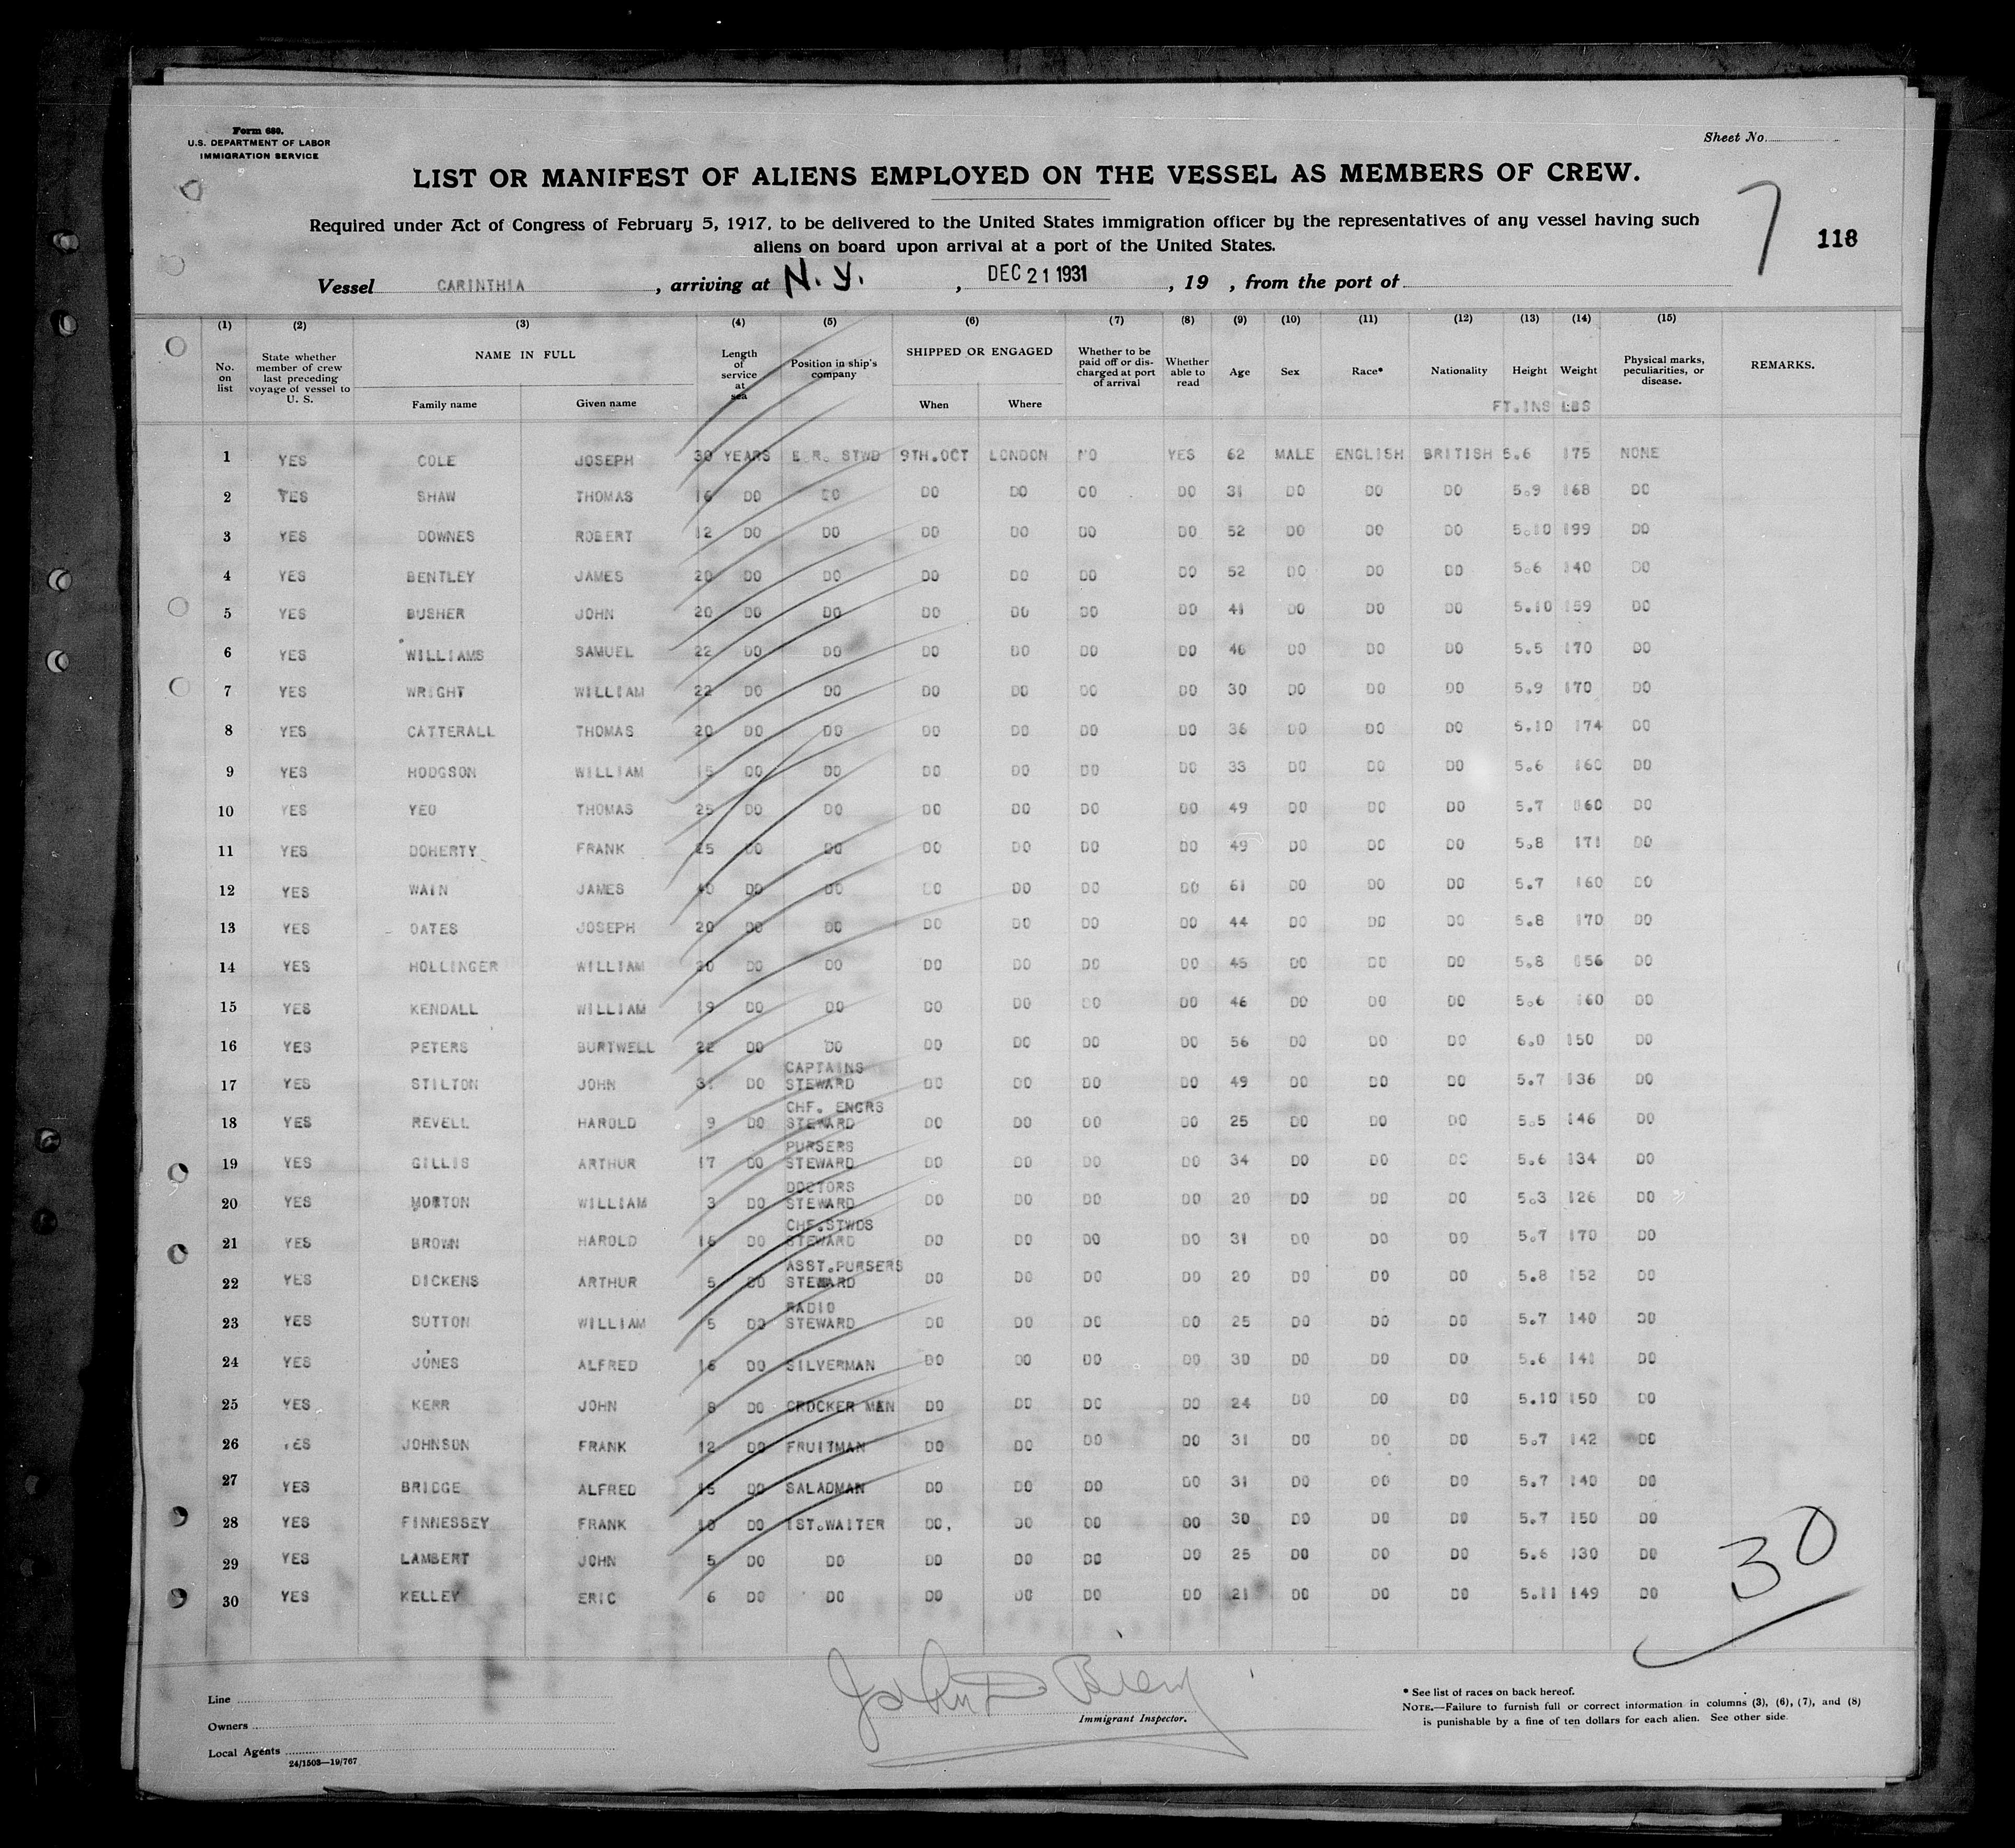 Form 680.
U.S. DEPARTMENT OF LABOR
IMMIGRATION SERVICE
Sheet No.
LIST OR MANIFEST OF ALIENS EMPLOYED ON THE VESSEL AS MEMBERS OF CREW.
Required under Act of Congress of February 5, 1917, to be delivered to the United States immigration officer by the representatives of any vessel having such
aliens on board upon arrival at a port of the United States.
7
118
Vessel CARINTHIA , arriving at N.Y. , DEC 21 1931 , 19 , from the port of
(1) (2) (3) (4) (5) (6) (7) (8) (9) (10) (11) (12) (13) (14) (15)
No. on list State whether member of crew last preceding voyage of vessel to U. S. NAME IN FULL Family name Given name Length of service at sea Position in ship's company SHIPPED OR ENGAGED When Where Whether to be paid off or discharged at port of arrival Whether able to read Age Sex Race* Nationality Height Weight Physical marks, peculiarities, or disease. REMARKS.
FT.INS LBS
1 YES COLE JOSEPH 30 YEARS B.R. STWD 9TH.OCT LONDON NO YES 62 MALE ENGLISH BRITISH 5.6 175 NONE
2 YES SHAW THOMAS 16 DO DO DO DO DO DO 31 DO DO DO 5.9 168 DO
3 YES DOWNES ROBERT 12 DO DO DO DO DO DO 52 DO DO DO 5.10 199 DO
4 YES BENTLEY JAMES 20 DO DO DO DO DO DO 52 DO DO DO 5.6 140 DO
5 YES BUSHER JOHN 20 DO DO DO DO DO DO 41 DO DO DO 5.10 159 DO
6 YES WILLIAMS SAMUEL 22 DO DO DO DO DO DO 46 DO DO DO 5.5 170 DO
7 YES WRIGHT WILLIAM 22 DO DO DO DO DO DO 30 DO DO DO 5.9 170 DO
8 YES CATTERALL THOMAS 20 DO DO DO DO DO DO 36 DO DO DO 5.10 174 DO
9 YES HODGSON WILLIAM 15 DO DO DO DO DO DO 33 DO DO DO 5.6 160 DO
10 YES YEO THOMAS 25 DO DO DO DO DO DO 49 DO DO DO 5.7 160 DO
11 YES DOHERTY FRANK 25 DO DO DO DO DO DO 49 DO DO DO 5.8 171 DO
12 YES WAIN JAMES 40 DO DO DO DO DO DO 61 DO DO DO 5.7 160 DO
13 YES OATES JOSEPH 20 DO DO DO DO DO DO 44 DO DO DO 5.8 170 DO
14 YES HOLLINGER WILLIAM 20 DO DO DO DO DO DO 45 DO DO DO 5.8 156 DO
15 YES KENDALL WILLIAM 19 DO DO DO DO DO DO 46 DO DO DO 5.6 160 DO
16 YES PETERS BURTWELL 22 DO DO DO DO DO DO 56 DO DO DO 6.0 150 DO
17 YES STILTON JOHN 31 DO CAPTAINS STEWARD DO DO DO DO 49 DO DO DO 5.7 136 DO
18 YES REVELL HAROLD 9 DO CHF. ENGRS STEWARD DO DO DO DO 25 DO DO DO 5.5 146 DO
19 YES GILLIS ARTHUR 17 DO PURSERS STEWARD DO DO DO DO 34 DO DO DO 5.6 134 DO
20 YES MORTON WILLIAM 3 DO DOCTORS STEWARD DO DO DO DO 20 DO DO DO 5.3 126 DO
21 YES BROWN HAROLD 16 DO CHF.STWDS STEWARD DO DO DO DO 31 DO DO DO 5.7 170 DO
22 YES DICKENS ARTHUR 5 DO ASST.PURSERS STEWARD DO DO DO DO 20 DO DO DO 5.8 152 DO
23 YES SUTTON WILLIAM 5 DO RADIO STEWARD DO DO DO DO 25 DO DO DO 5.7 140 DO
24 YES JONES ALFRED 16 DO SILVERMAN DO DO DO DO 30 DO DO DO 5.6 141 DO
25 YES KERR JOHN 8 DO CROCKER MAN DO DO DO DO 24 DO DO DO 5.10 150 DO
26 YES JOHNSON FRANK 12 DO FRUITMAN DO DO DO DO 31 DO DO DO 5.7 142 DO
27 YES BRIDGE ALFRED 15 DO SALADMAN DO DO DO DO 31 DO DO DO 5.7 140 DO
28 YES FINNESSEY FRANK 10 DO 1ST.WAITER DO. DO DO DO 30 DO DO DO 5.7 150 DO
29 YES LAMBERT JOHN 5 DO DO DO DO DO DO 25 DO DO DO 5.6 130 DO
30 YES KELLEY ERIC 6 DO DO DO DO DO DO 21 DO DO DO 5.11 149 DO
30
John D
Immigrant Inspector.
Line
Owners
Local Agents
24/1503—19/767
* See list of races on back hereof.
NOTE.—Failure to furnish full or correct information in columns (3), (6), (7), and (8)
is punishable by a fine of ten dollars for each alien. See other side.